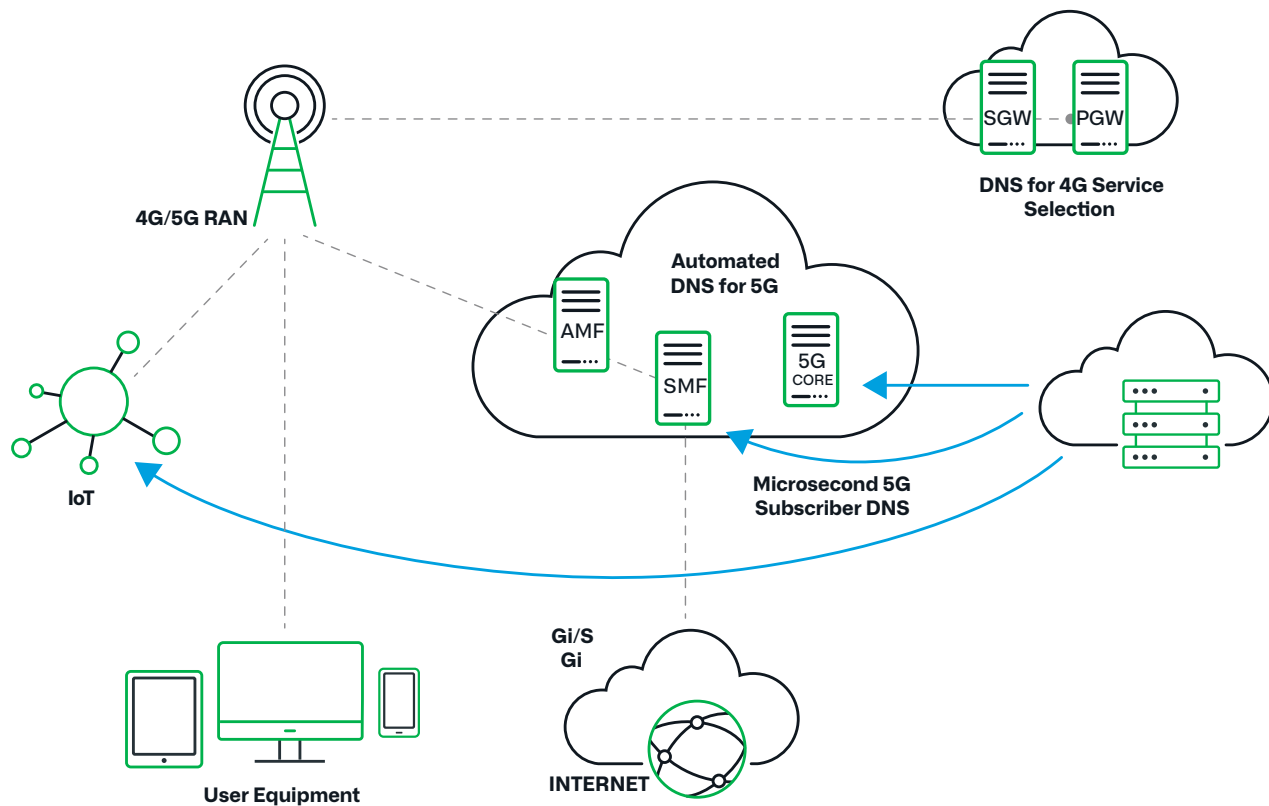 SGW
PGW
DNS for 4G Service
Selection
4G/5G RAN
Automated
DNS for 5G
AMF
SMF
5G
CORE
IoT
Microsecond 5G
Subscriber DNS
Gi/S
Gi
INTERNET
User Equipment